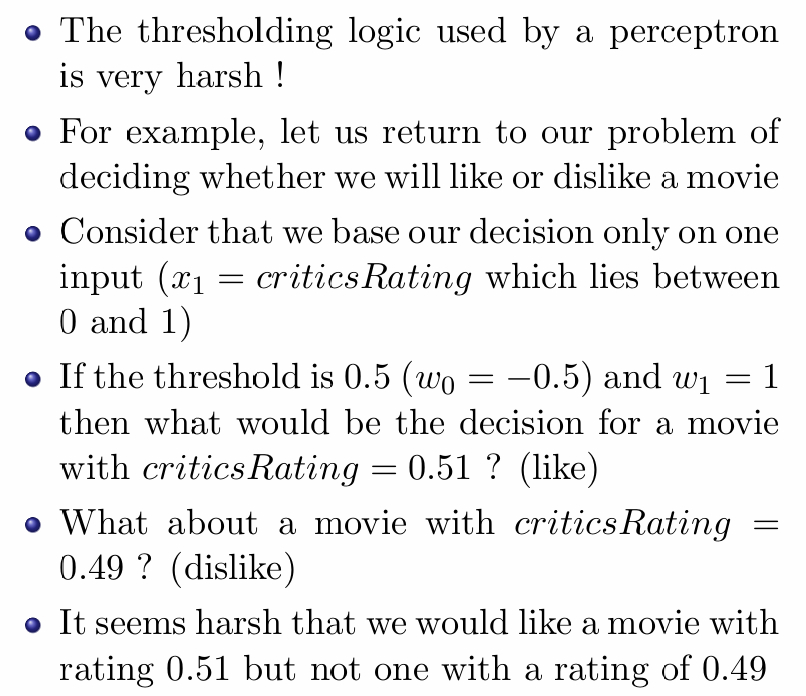 The thresholding logic used by a perceptron
is very harsh !
For example, let us return to our problem of
deciding whether we will like or dislike a movie
Consider that we base our decision only on one
input (x₁ = criticsRating which lies between
0 and 1)
If the threshold is 0.5 (w₀ = −0.5) and w₁ = 1
then what would be the decision for a movie
with criticsRating = 0.51 ? (like)
What about a movie with criticsRating =
0.49 ? (dislike)
It seems harsh that we would like a movie with
rating 0.51 but not one with a rating of 0.49